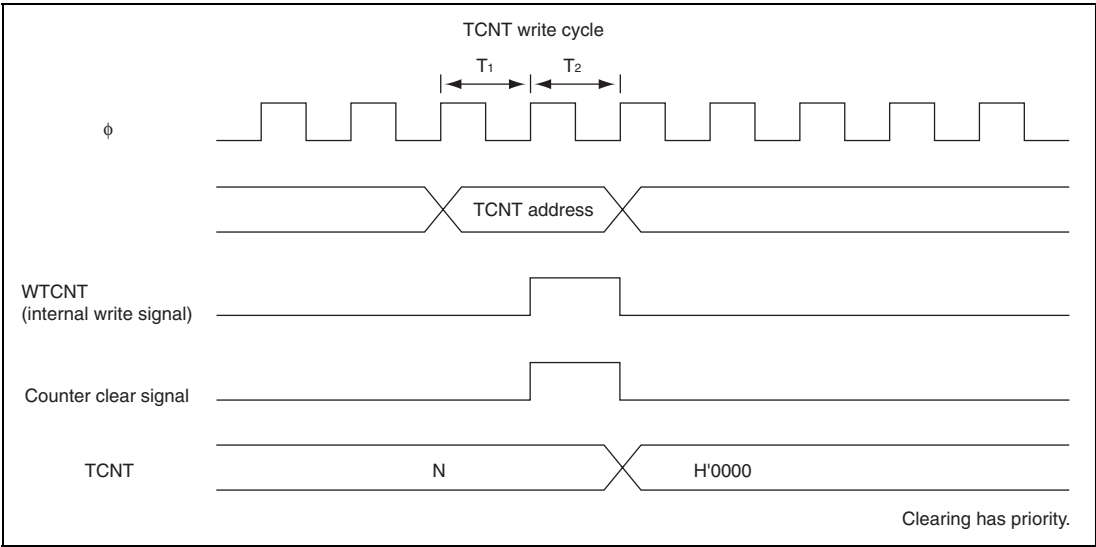 TCNT write cycle
T1 T2
ϕ
TCNT address
WTCNT
(internal write signal)
Counter clear signal
TCNT N H'0000
Clearing has priority.